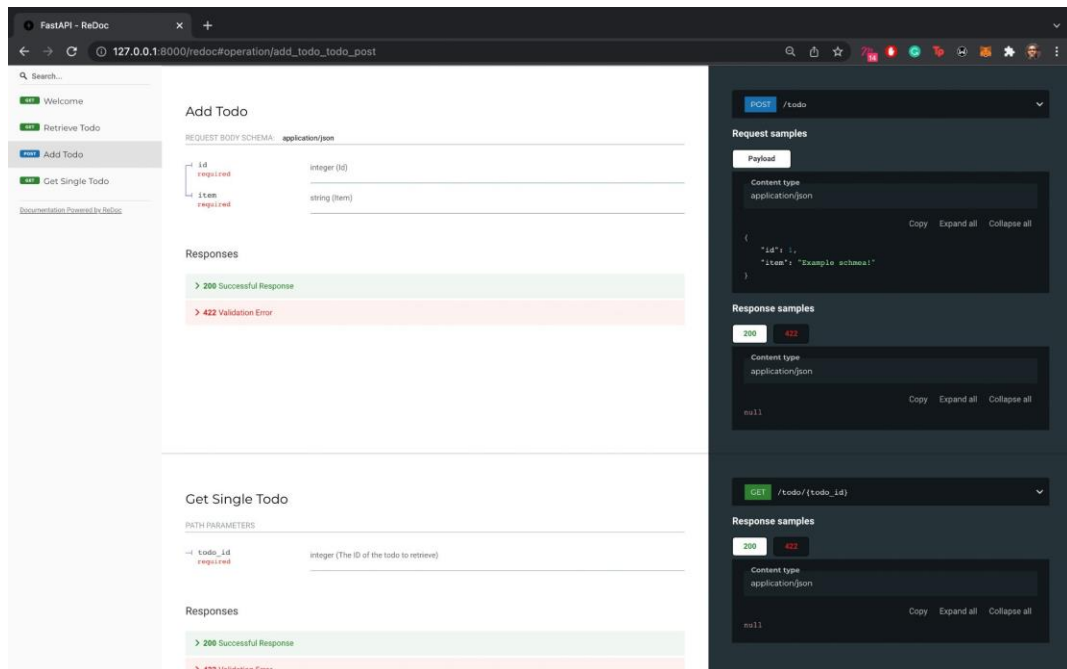 FastAPI - ReDoc
127.0.0.1:8000/redoc#operation/add_todo_todo_post
14
Search...
GET Welcome
GET Retrieve Todo
POST Add Todo
GET Get Single Todo
Documentation Powered by ReDoc
Add Todo
REQUEST BODY SCHEMA: application/json
id
required
integer (Id)
item
required
string (Item)
Responses
200 Successful Response
422 Validation Error
POST /todo
Request samples
Payload
Content type
application/json
Copy Expand all Collapse all
{
"id": 1,
"item": "Example schmea!"
}
Response samples
200 422
Content type
application/json
Copy Expand all Collapse all
null
Get Single Todo
PATH PARAMETERS
todo_id
required
integer (The ID of the todo to retrieve)
Responses
200 Successful Response
422 Validation Error
GET /todo/{todo_id}
Response samples
200 422
Content type
application/json
Copy Expand all Collapse all
null